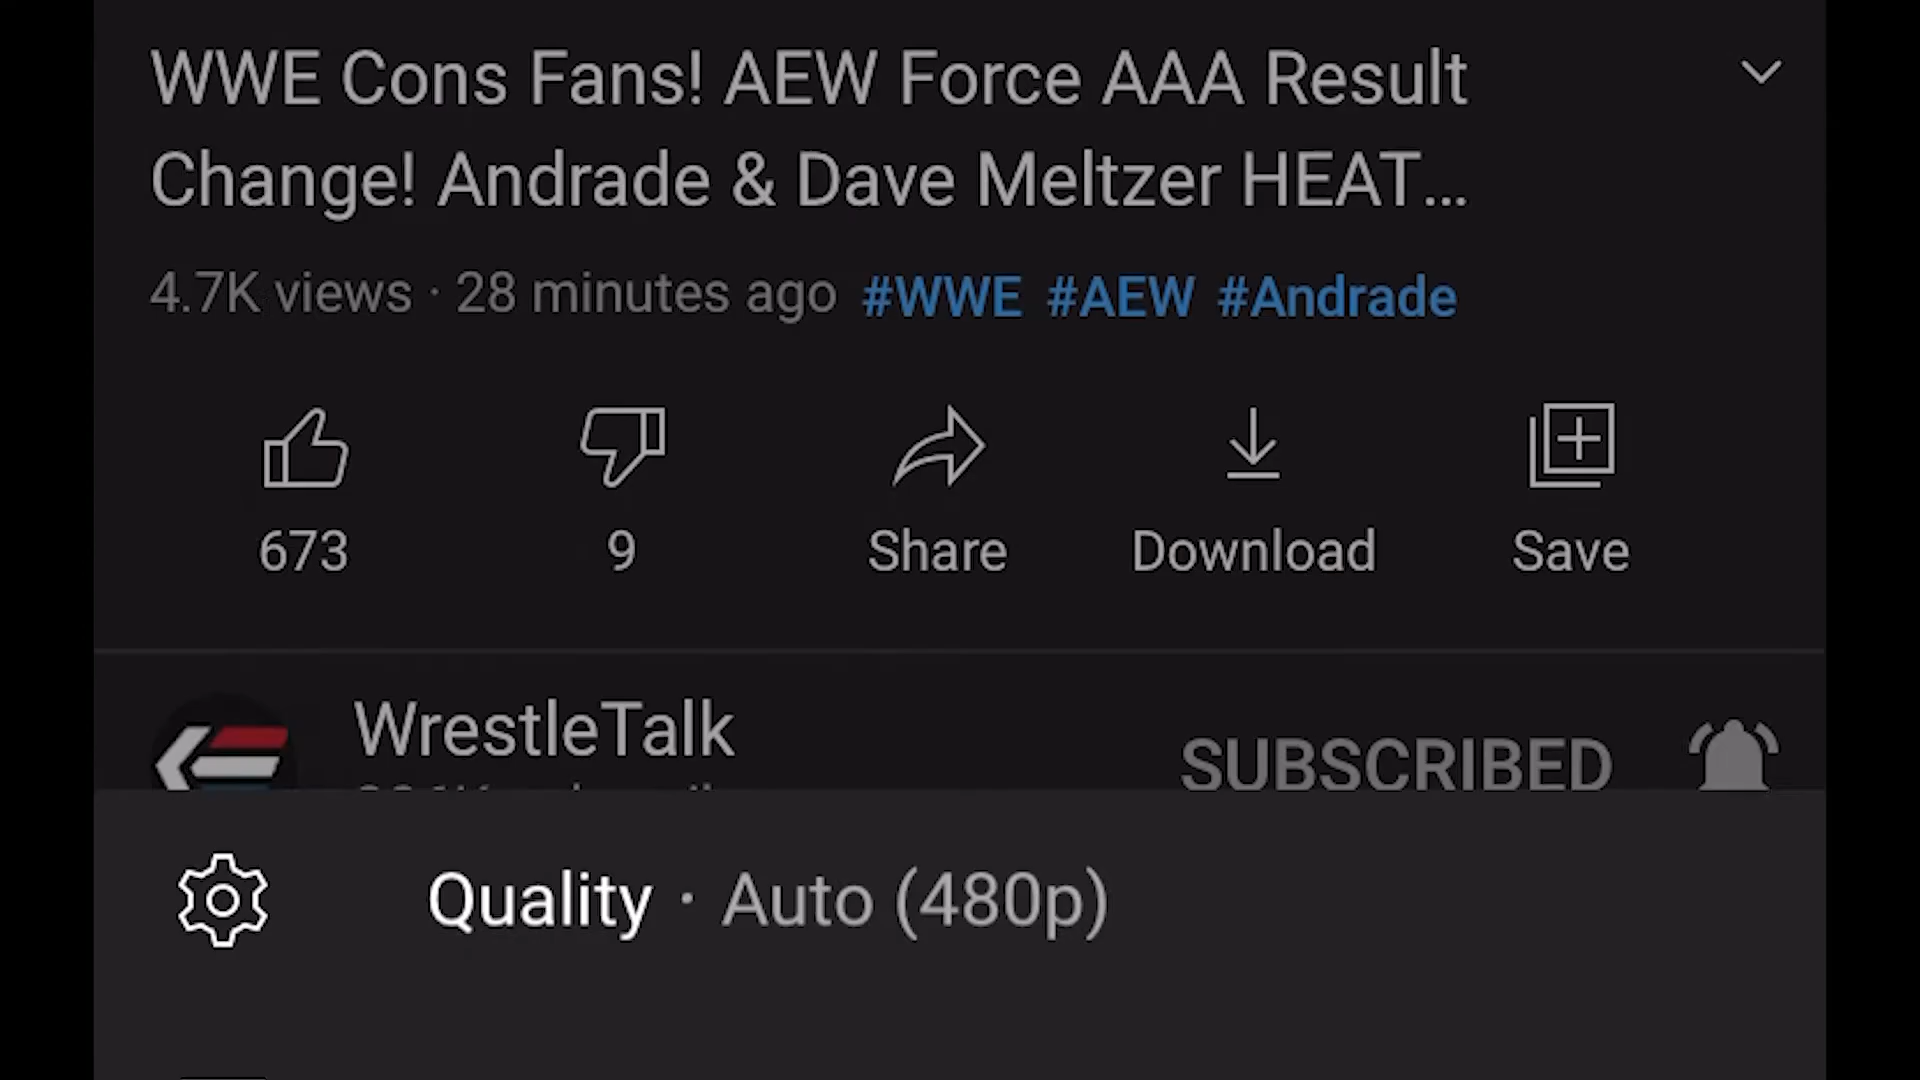 WWE Cons Fans! AEW Force AAA Result
Change! Andrade & Dave Meltzer HEAT...
4.7K views · 28 minutes ago #WWE #AEW #Andrade
673 9 Share Download Save
WrestleTalk
SUBSCRIBED
Quality · Auto (480p)